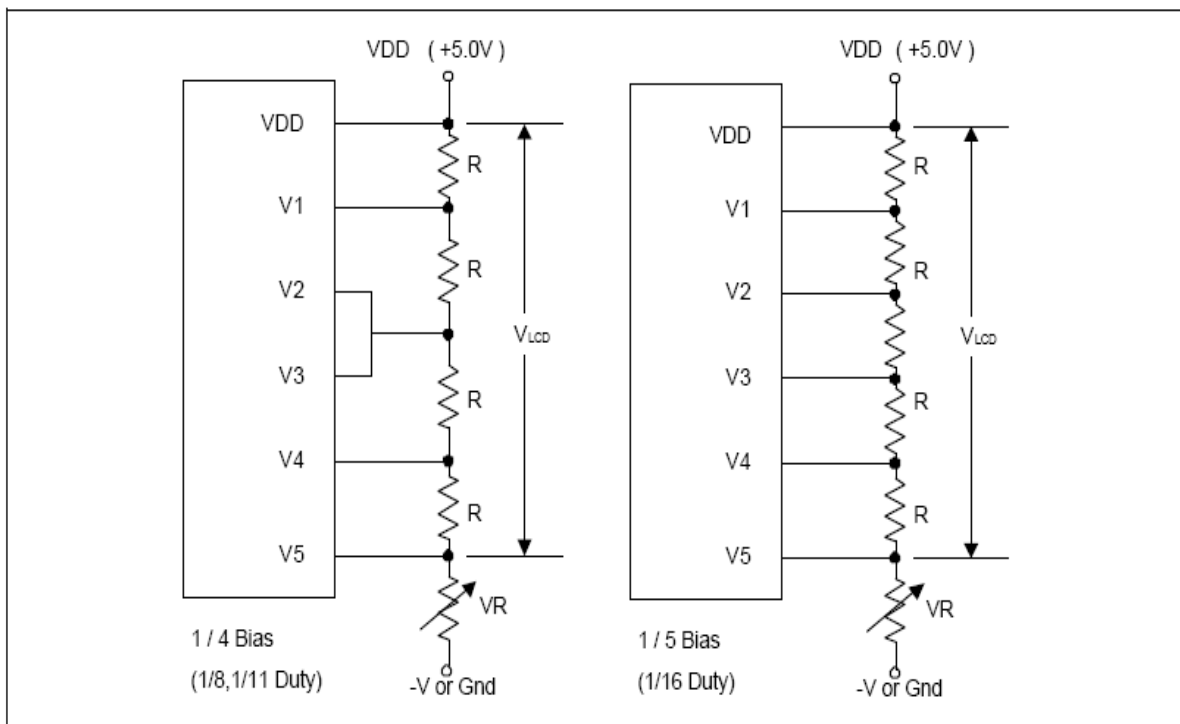 VDD ( +5.0V )
VDD
R
V1
R
V2
VLCD
V3
R
V4
R
V5
VR
1 / 4 Bias
(1/8,1/11 Duty)
-V or Gnd
VDD ( +5.0V )
VDD
R
V1
R
V2
VLCD
V3
R
V4
R
V5
VR
1 / 5 Bias
(1/16 Duty)
-V or Gnd